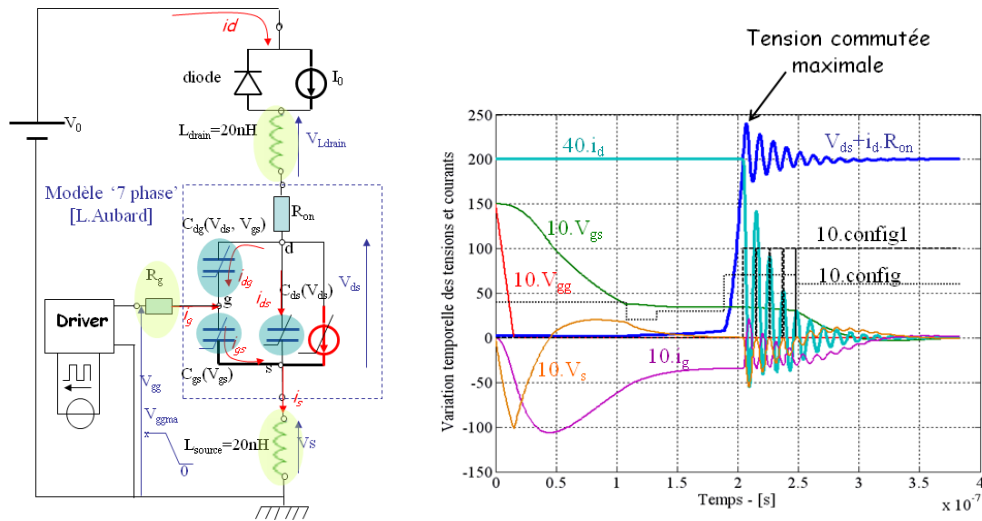 id
diode
I0
V0
Ldrain=20nH
VLdrain
Modèle ‘7 phase’
[L.Aubard]
Ron
Cdg(Vds, Vgs)
d
idg
Cds(Vds)
Vds
Rg
ids
g
ig
Driver
gs
s
Cgs(Vgs)
Vgg
is
Vggma
x
0
Lsource=20nH
VS
Tension commutée
maximale
Variation temporelle des tensions et courants
250
200
150
100
50
0
-50
-100
-150
40.id
Vds+id.Ron
10.Vgs
10.config1
10.Vgg
10.config
10.Vs
10.ig
0 0.5 1 1.5 2 2.5 3 3.5 4
Temps - [s]
x 10-7